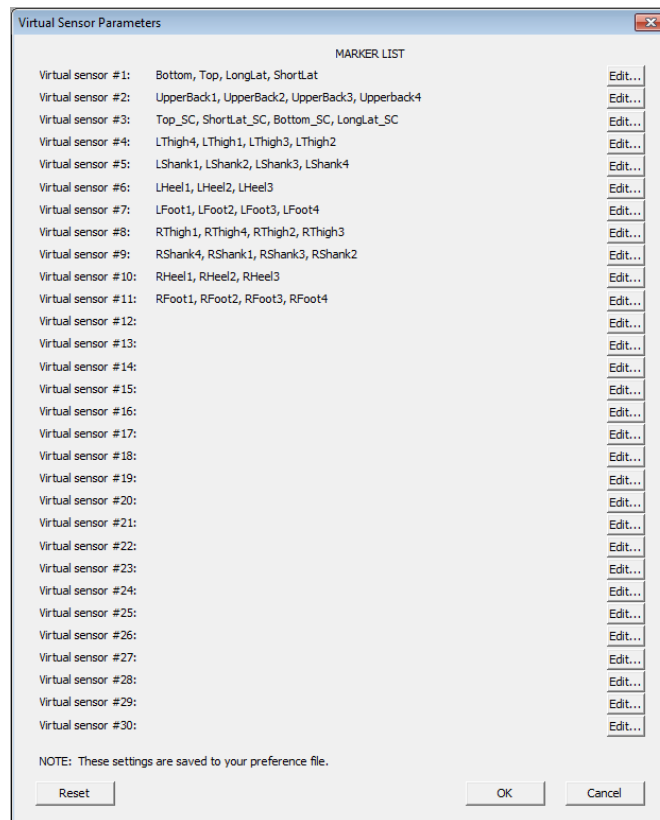 Virtual Sensor Parameters
MARKER LIST
Virtual sensor #1: Bottom, Top, LongLat, ShortLat Edit...
Virtual sensor #2: UpperBack1, UpperBack2, UpperBack3, Upperback4 Edit...
Virtual sensor #3: Top_SC, ShortLat_SC, Bottom_SC, LongLat_SC Edit...
Virtual sensor #4: LThigh4, LThigh1, LThigh3, LThigh2 Edit...
Virtual sensor #5: LShank1, LShank2, LShank3, LShank4 Edit...
Virtual sensor #6: LHeel1, LHeel2, LHeel3 Edit...
Virtual sensor #7: LFoot1, LFoot2, LFoot3, LFoot4 Edit...
Virtual sensor #8: RThigh1, RThigh4, RThigh2, RThigh3 Edit...
Virtual sensor #9: RShank4, RShank1, RShank3, RShank2 Edit...
Virtual sensor #10: RHeel1, RHeel2, RHeel3 Edit...
Virtual sensor #11: RFoot1, RFoot2, RFoot3, RFoot4 Edit...
Virtual sensor #12: Edit...
Virtual sensor #13: Edit...
Virtual sensor #14: Edit...
Virtual sensor #15: Edit...
Virtual sensor #16: Edit...
Virtual sensor #17: Edit...
Virtual sensor #18: Edit...
Virtual sensor #19: Edit...
Virtual sensor #20: Edit...
Virtual sensor #21: Edit...
Virtual sensor #22: Edit...
Virtual sensor #23: Edit...
Virtual sensor #24: Edit...
Virtual sensor #25: Edit...
Virtual sensor #26: Edit...
Virtual sensor #27: Edit...
Virtual sensor #28: Edit...
Virtual sensor #29: Edit...
Virtual sensor #30: Edit...
NOTE: These settings are saved to your preference file.
Reset OK Cancel